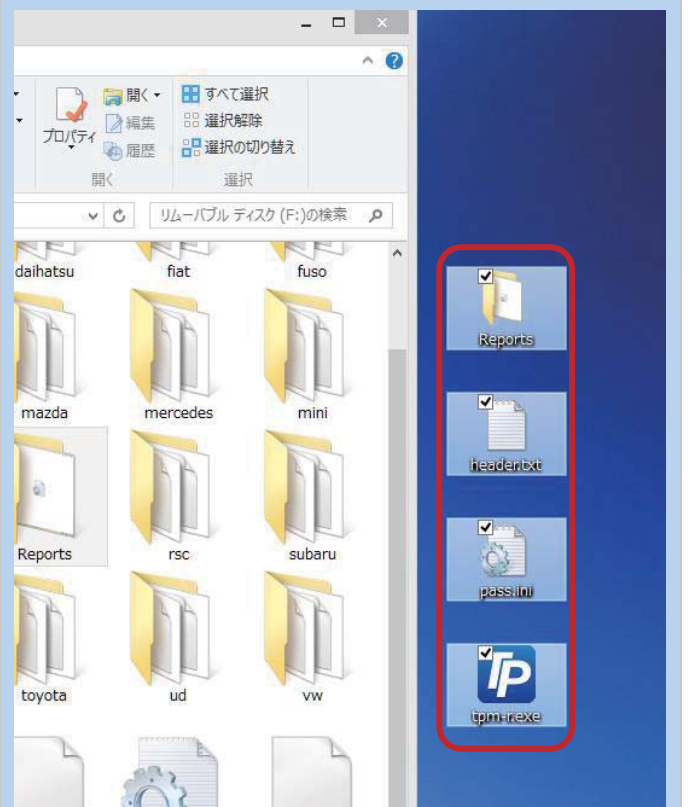 すべて選択
開く
選択解除
編集
プロパティ
選択の切り替え
履歴
開く
選択
リムーバブル ディスク (F:)の検索
daihatsu
fiat
fuso
Reports
mazda
mercedes
mini
header.txt
Reports
rsc
subaru
pass.ini
TP
toyota
ud
vw
tpm-r.exe